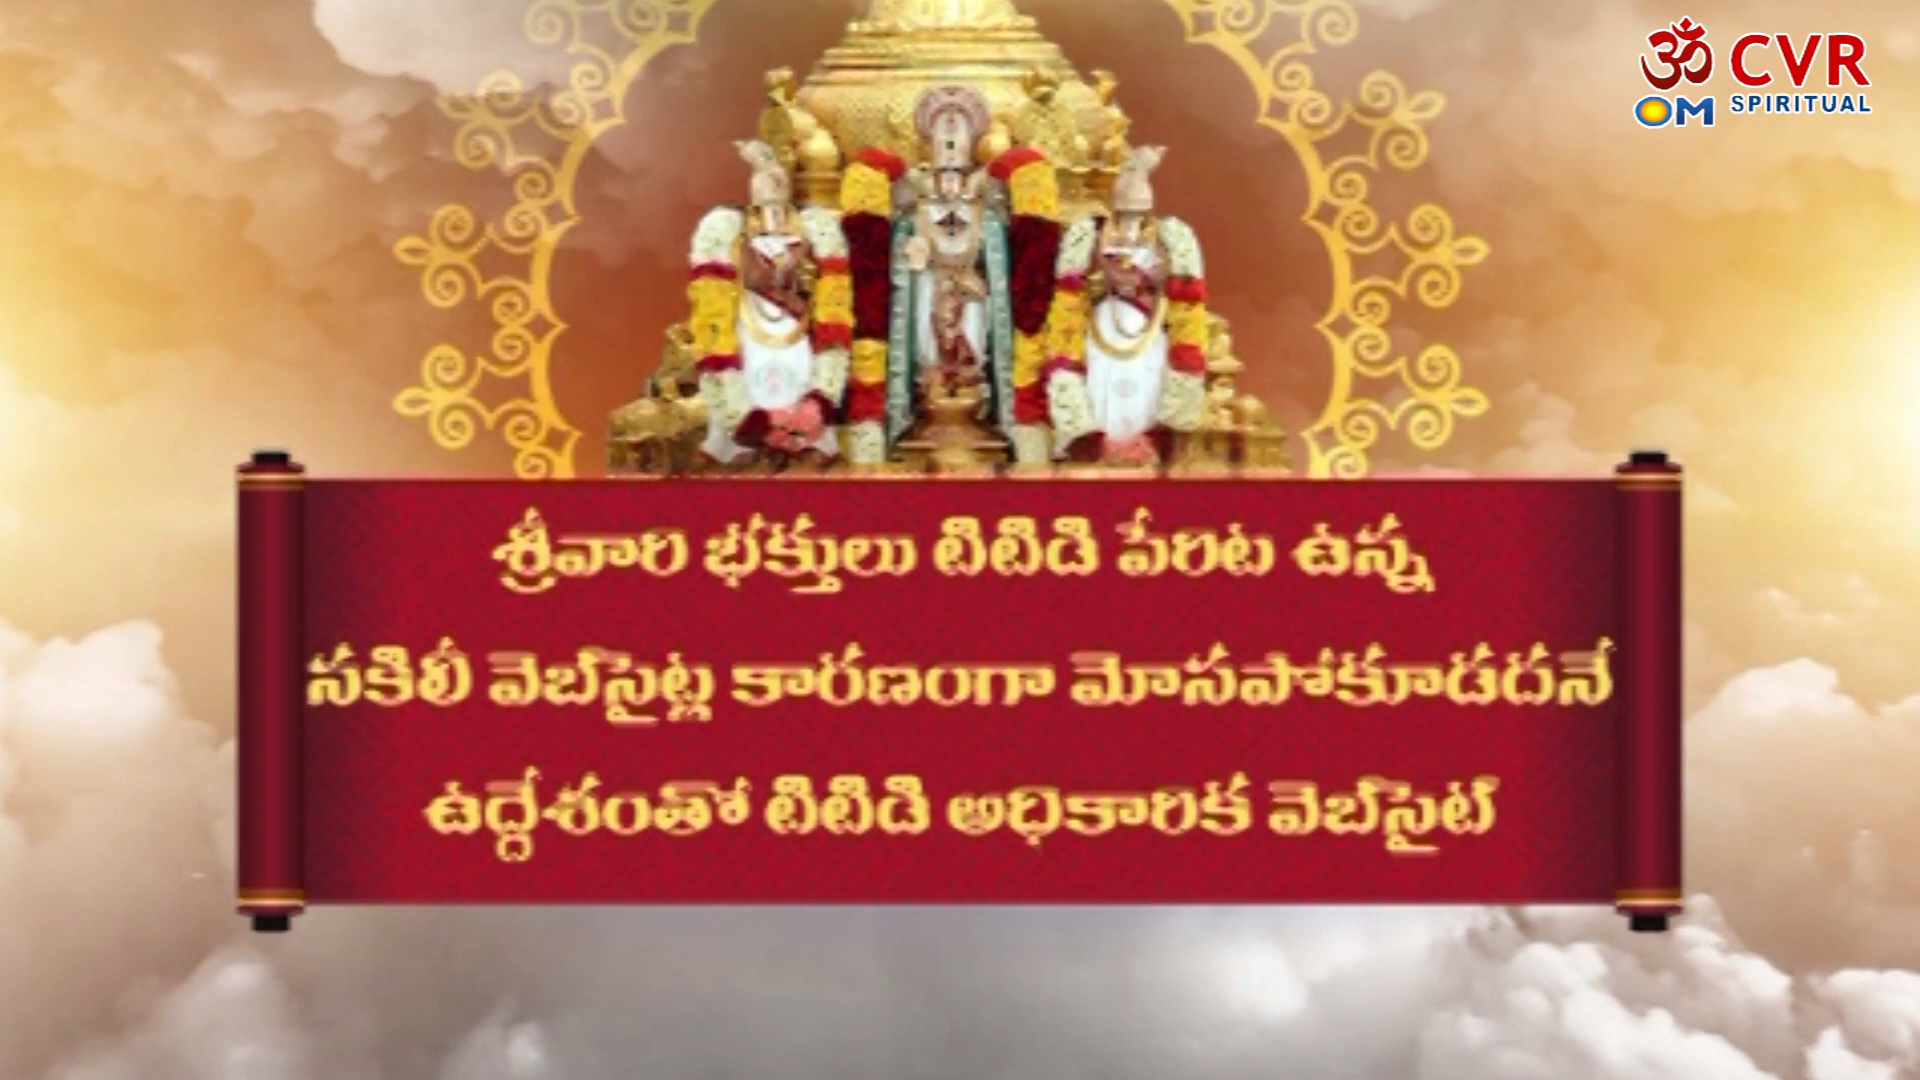 ॐ CVR
OM SPIRITUAL
శ్రీవారి భక్తులు టిటిడి పేరిట ఉన్న
నకిలీ వెబ్‌సైట్ల కారణంగా మోసపోకూడదనే
ఉద్దేశంతో టిటిడి అధికారిక వెబ్‌సైట్